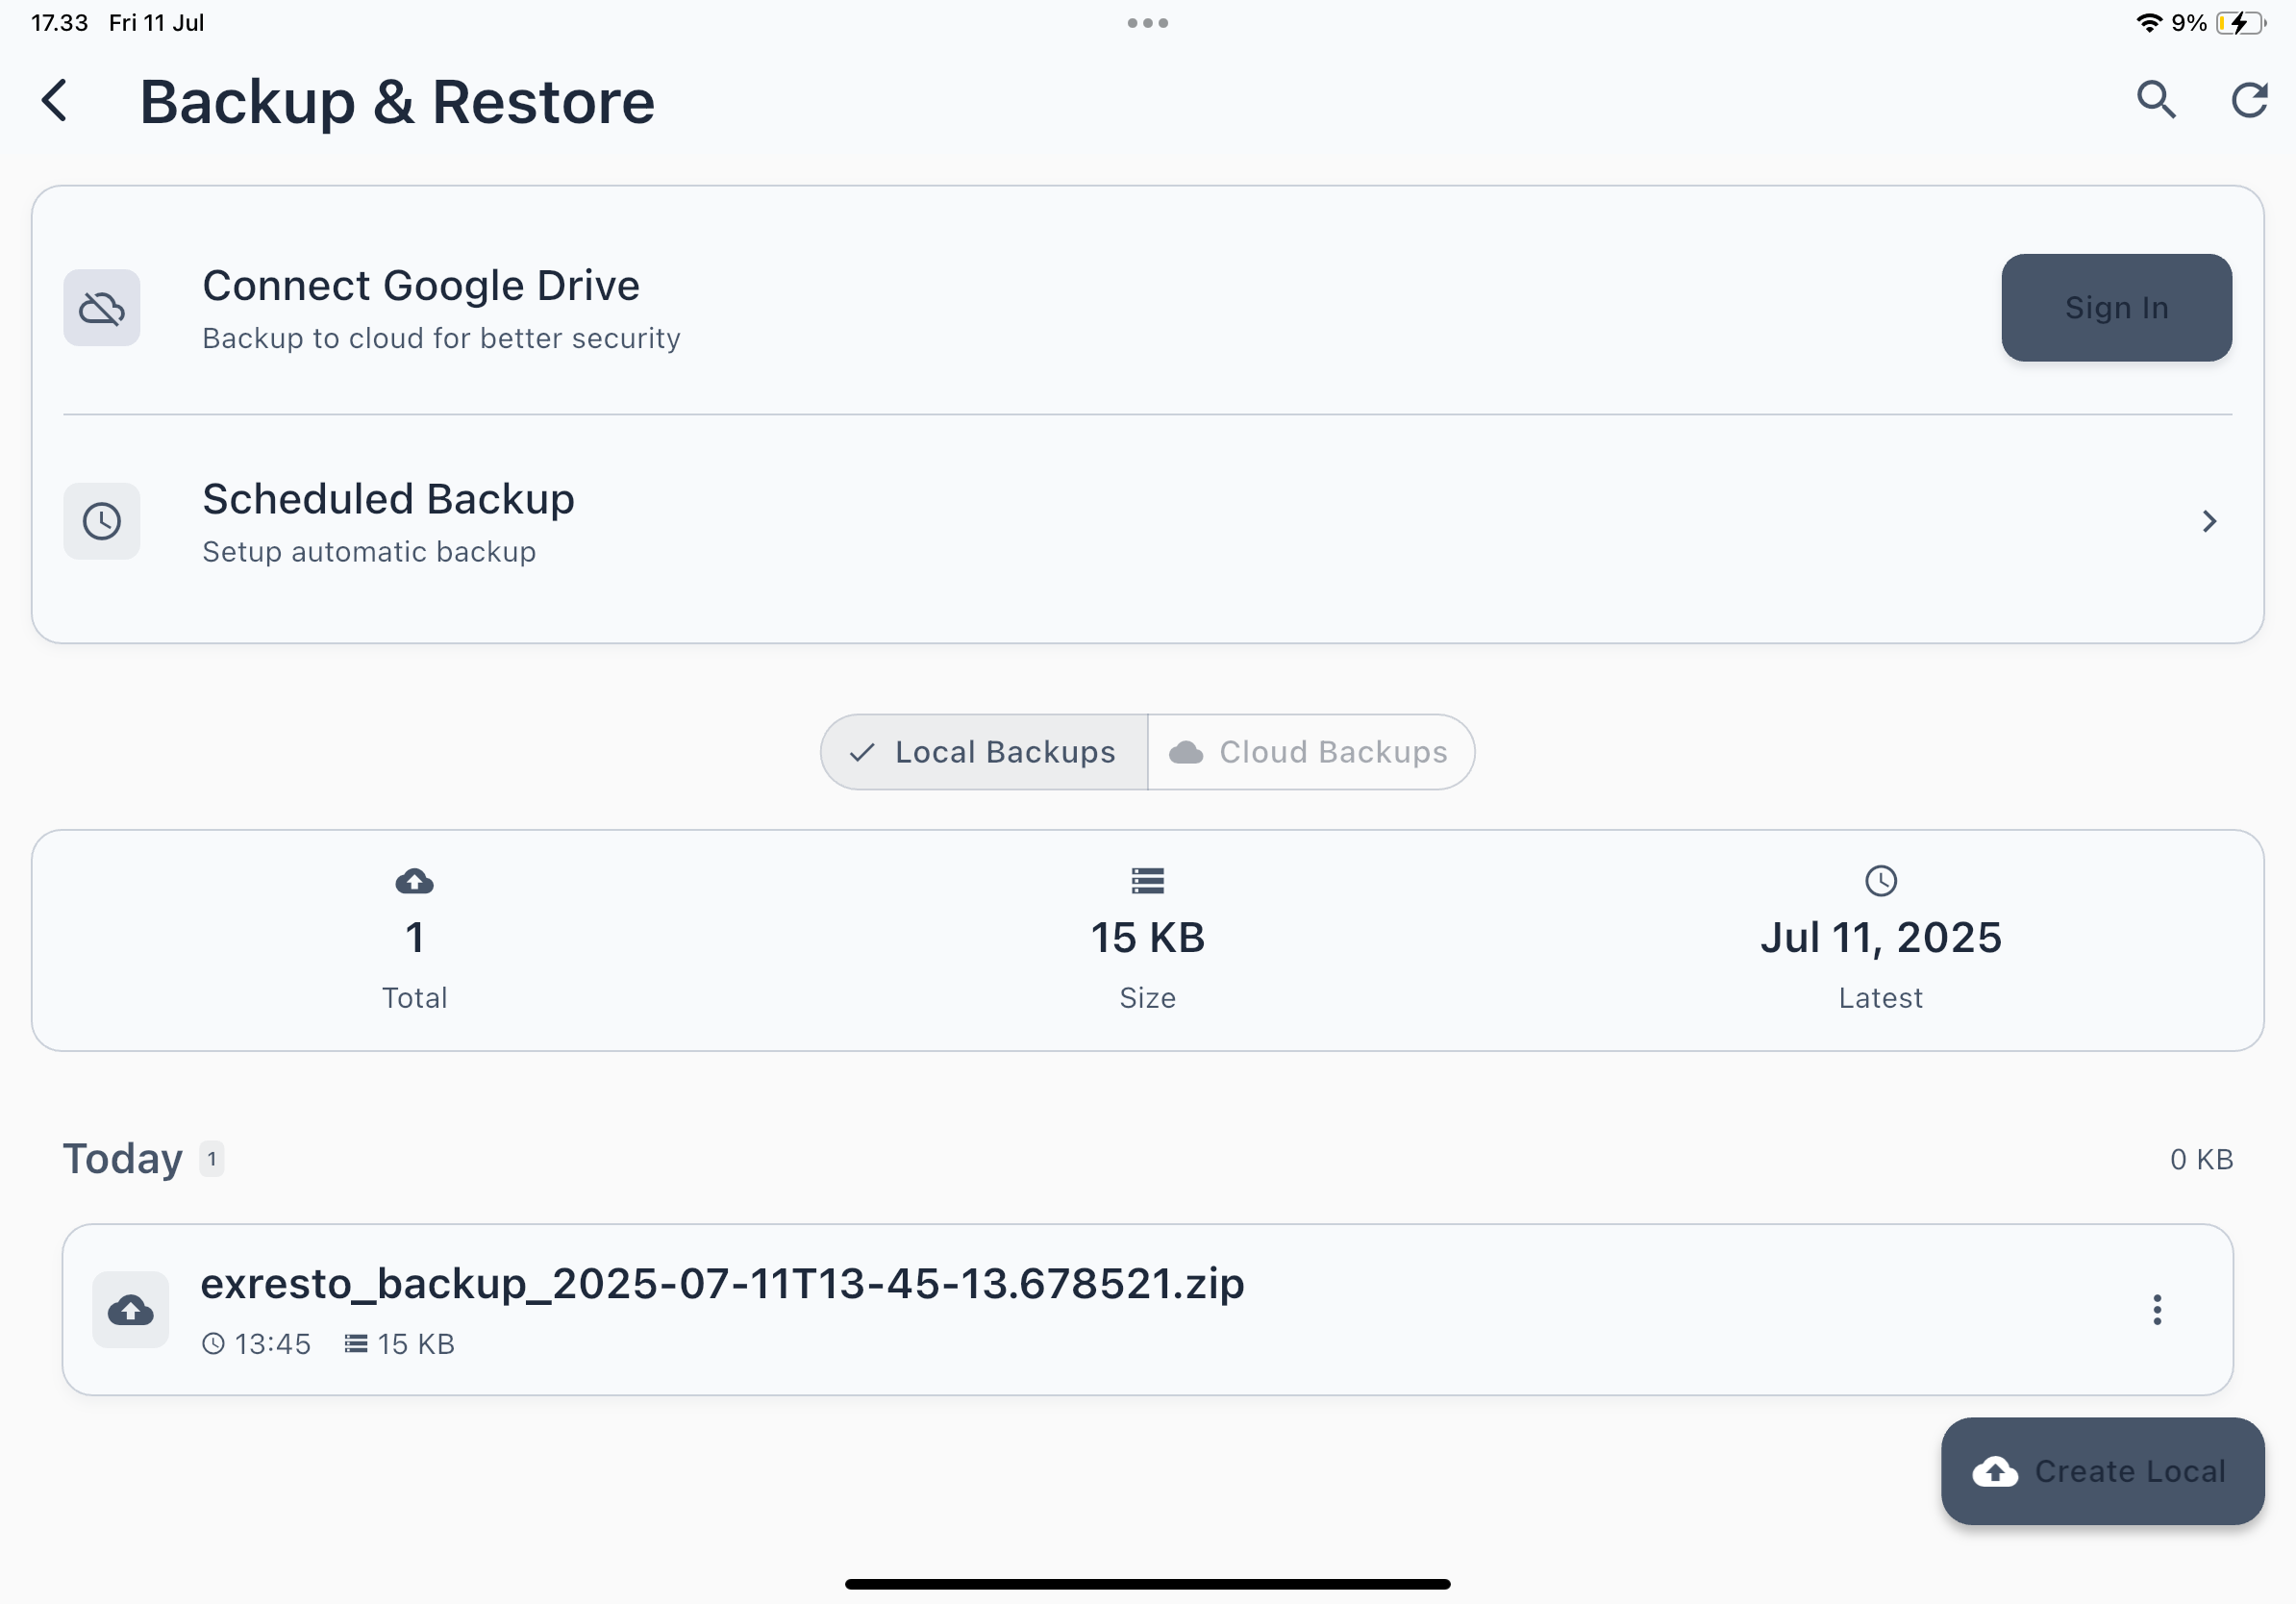 17.33 Fri 11 Jul
9%
Backup & Restore
Connect Google Drive
Backup to cloud for better security
Sign In
Scheduled Backup
Setup automatic backup
Local Backups
Cloud Backups
1
Total
15 KB
Size
Jul 11, 2025
Latest
Today 1
0 KB
exresto_backup_2025-07-11T13-45-13.678521.zip
13:45 15 KB
Create Local